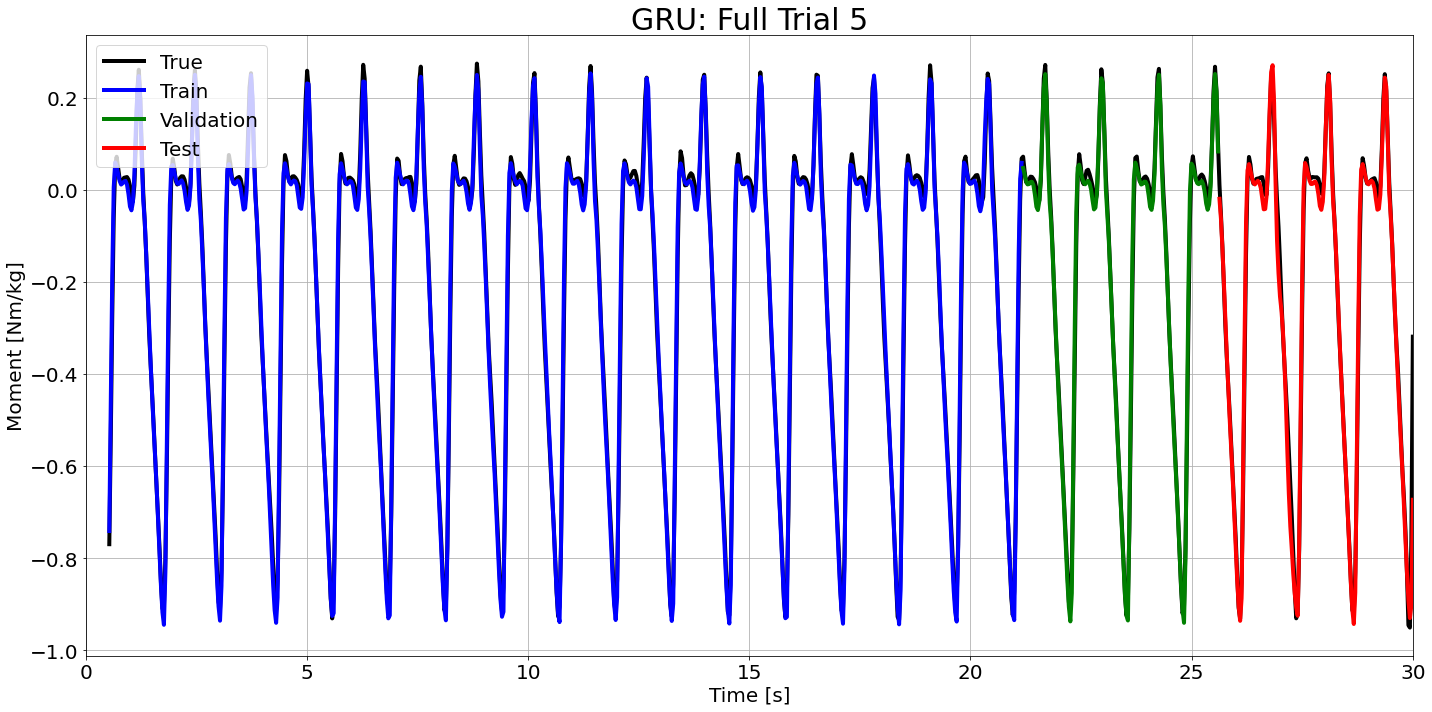 GRU: Full Trial 5
True
Train
Validation
Test
0.2
0.0
−0.2
−0.4
−0.6
−0.8
−1.0
Moment [Nm/kg]
0 5 10 15 20 25 30
Time [s]